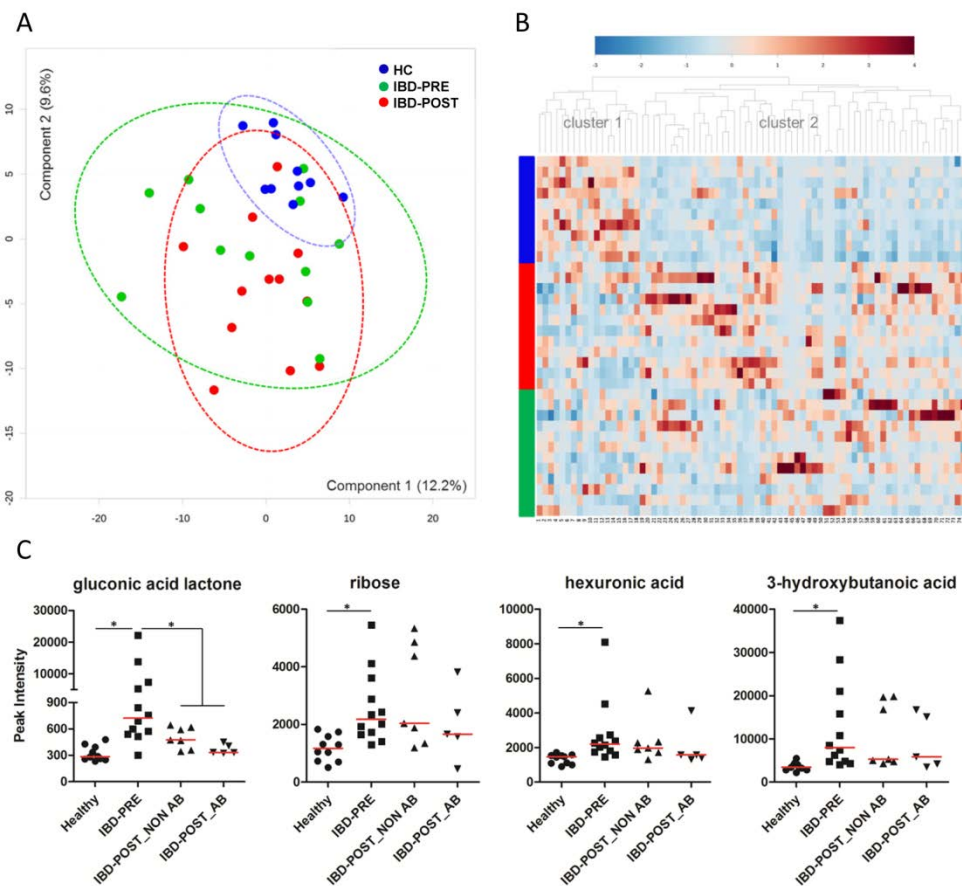 A
Component 2 (9.6%)
10
5
0
-5
-10
-15
-20
HC
IBD-PRE
IBD-POST
Component 1 (12.2%)
-20
-10
0
10
20
B
-3
-2
-1
0
1
2
3
4
cluster 1
cluster 2
C
gluconic acid lactone
Peak Intensity
30000
20000
10000
900
600
300
0
*
*
Healthy
IBD-PRE
IBD-POST_NON AB
IBD-POST_AB
ribose
6000
4000
2000
0
*
Healthy
IBD-PRE
IBD-POST_NON AB
IBD-POST_AB
hexuronic acid
10000
8000
6000
4000
2000
0
*
Healthy
IBD-PRE
IBD-POST_NON AB
IBD-POST_AB
3-hydroxybutanoic acid
40000
30000
20000
10000
0
*
Healthy
IBD-PRE
IBD-POST_NON AB
IBD-POST_AB